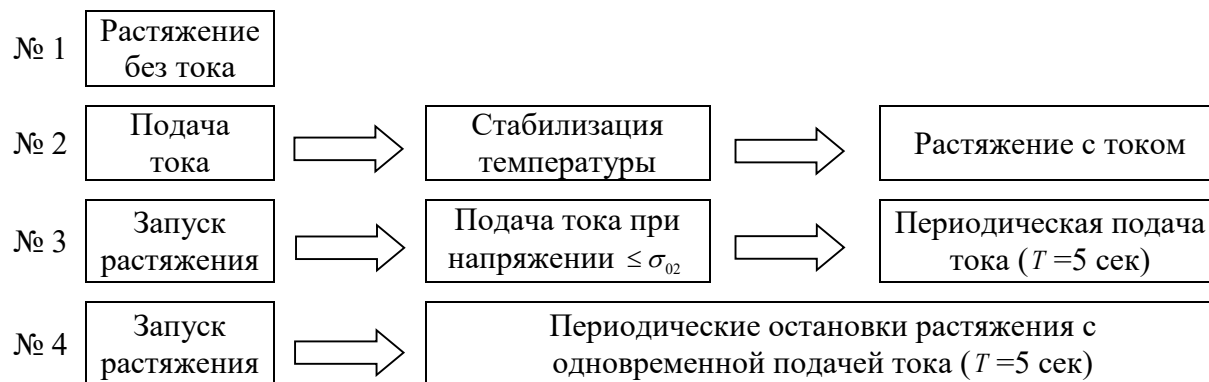 № 1
Растяжение
без тока
№ 2
Подача
тока
Стабилизация
температуры
Растяжение с током
№ 3
Запуск
растяжения
Подача тока при
напряжении ≤ σ₀₂
Периодическая подача
тока (T =5 сек)
№ 4
Запуск
растяжения
Периодические остановки растяжения с
одновременной подачей тока (T =5 сек)